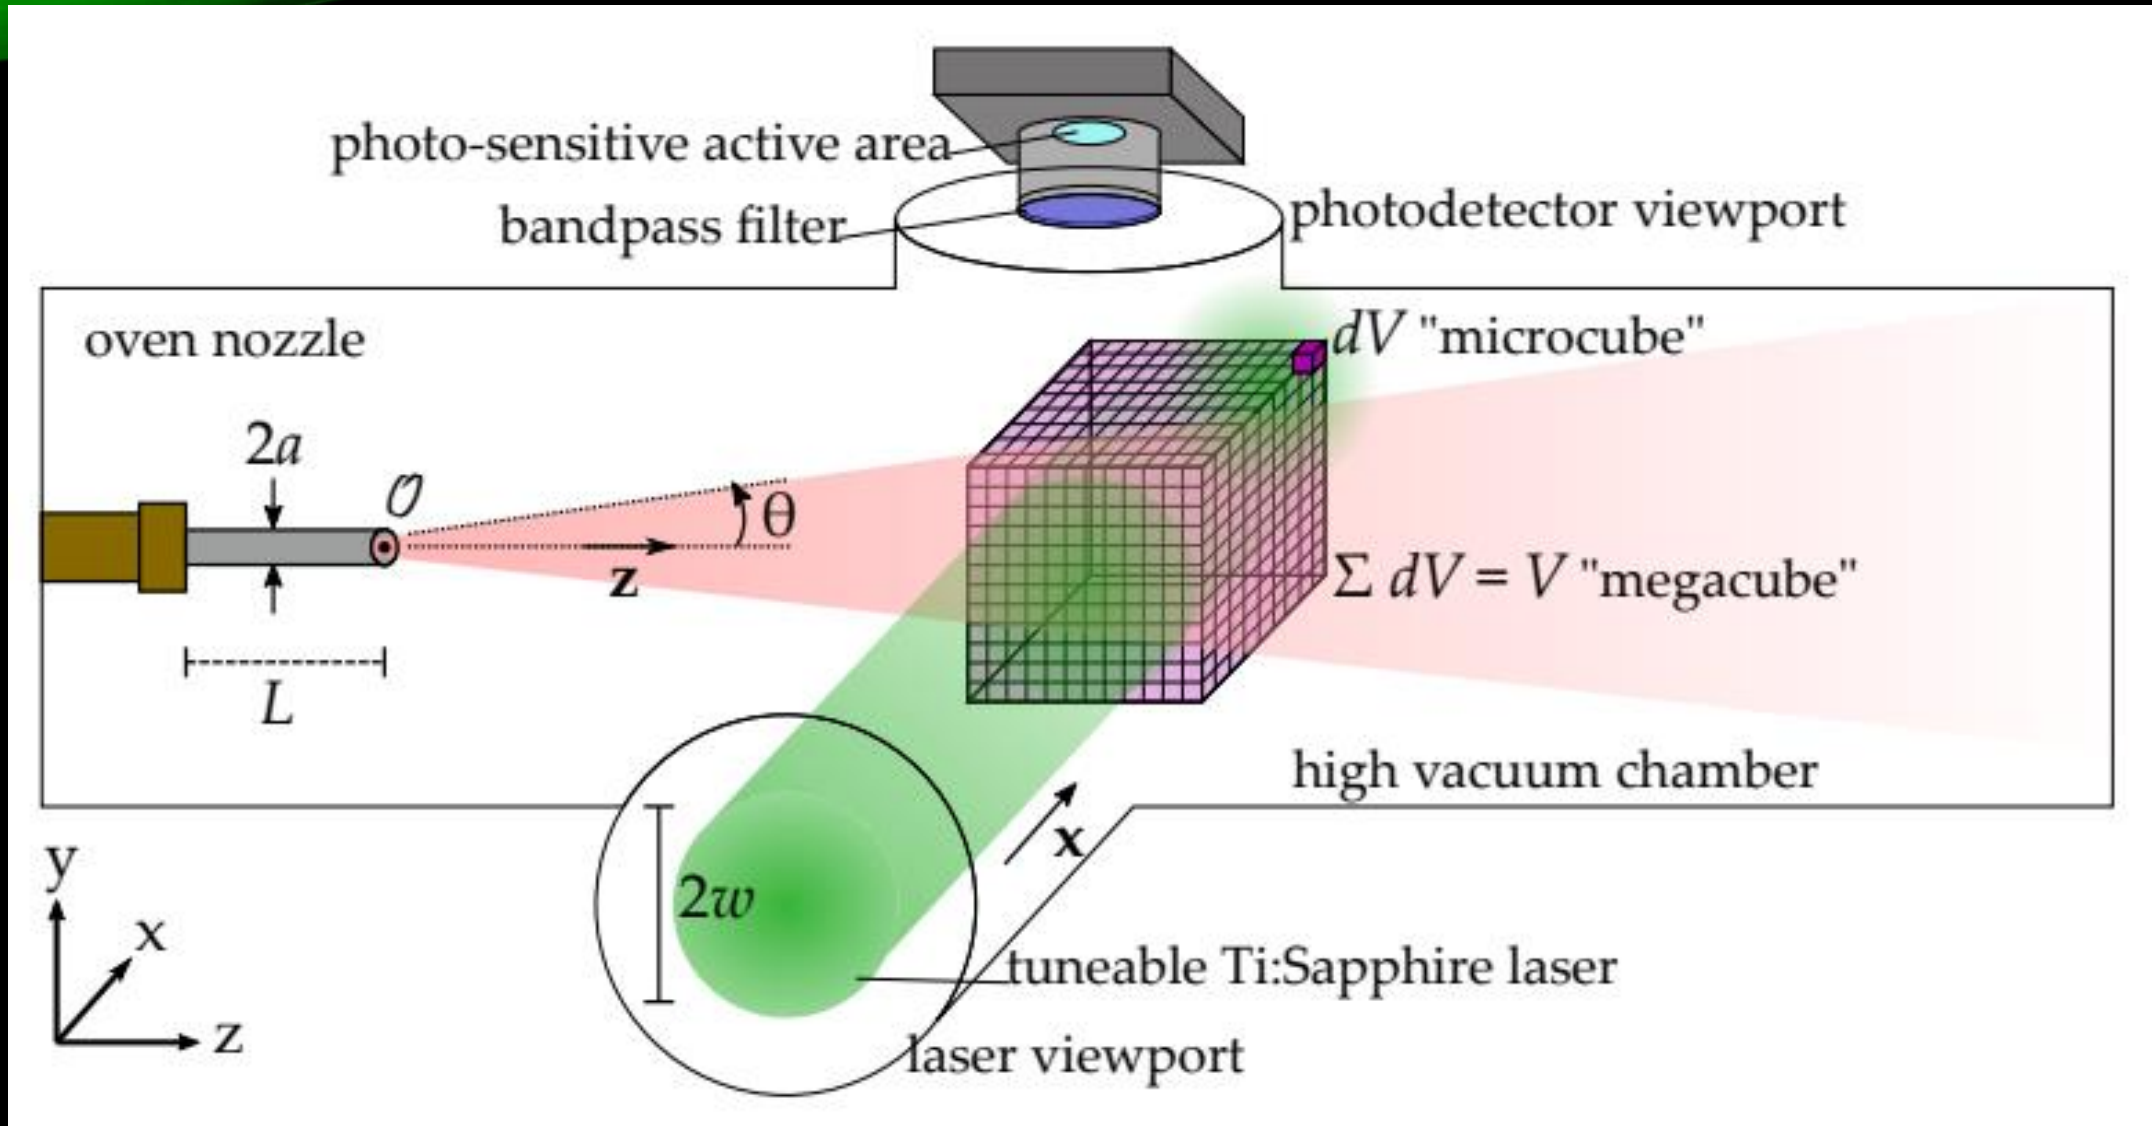 photo-sensitive active area
bandpass filter
photodetector viewport
oven nozzle
dV "microcube"
2a
O
θ
z
Σ dV = V "megacube"
L
high vacuum chamber
x
y
x
z
2w
tuneable Ti:Sapphire laser
laser viewport